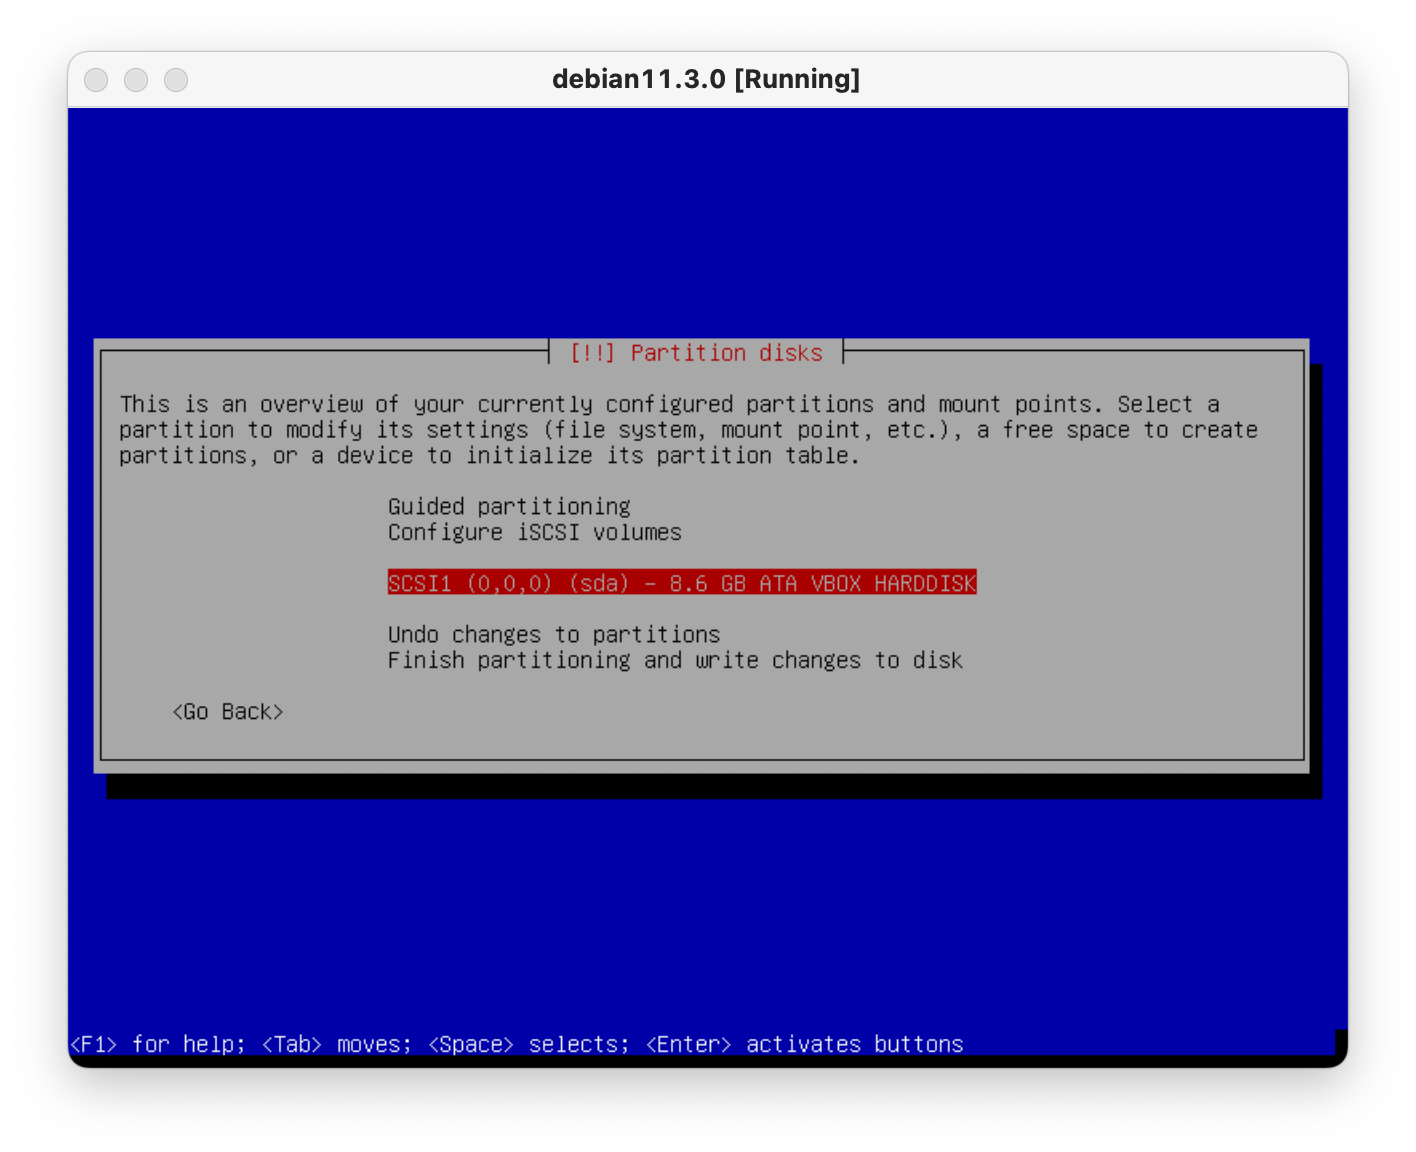 debian11.3.0 [Running]
[!!] Partition disks
This is an overview of your currently configured partitions and mount points. Select a
partition to modify its settings (file system, mount point, etc.), a free space to create
partitions, or a device to initialize its partition table.
Guided partitioning
Configure iSCSI volumes
SCSI1 (0,0,0) (sda) - 8.6 GB ATA VBOX HARDDISK
Undo changes to partitions
Finish partitioning and write changes to disk
<Go Back>
<F1> for help; <Tab> moves; <Space> selects; <Enter> activates buttons